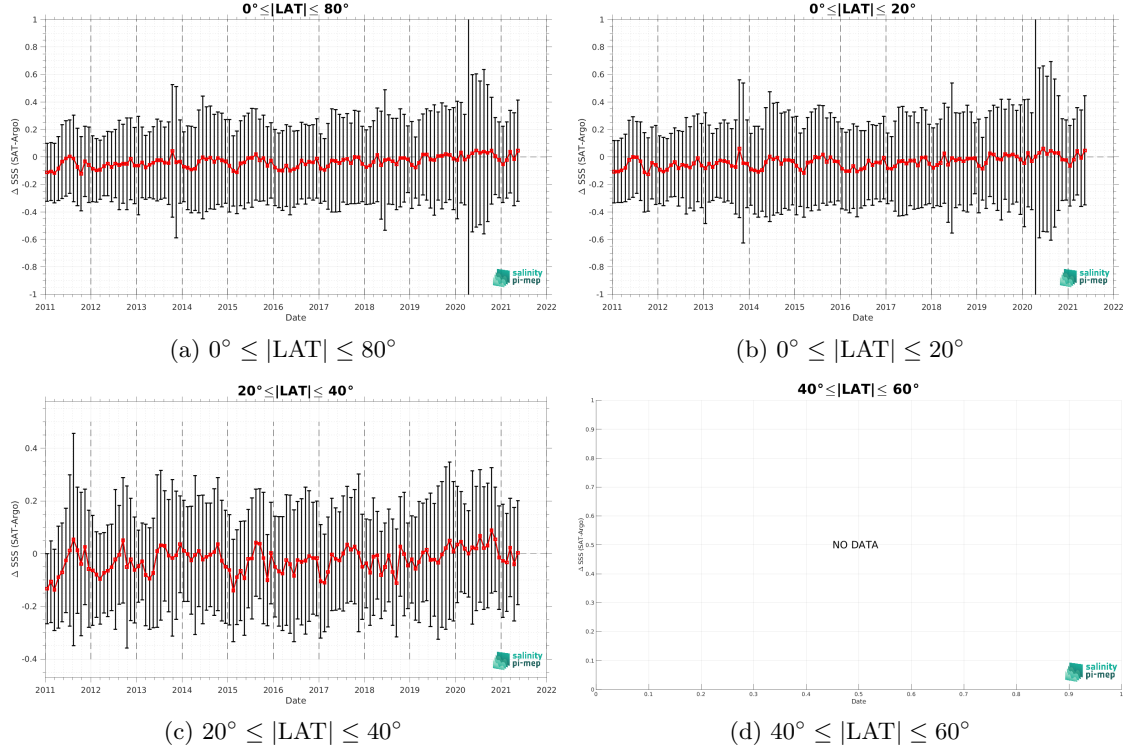 0°≤|LAT|≤ 80°
1
0.8
0.6
0.4
0.2
0
-0.2
-0.4
-0.6
-0.8
-1
Δ SSS (SAT-Argo)
2011 2012 2013 2014 2015 2016 2017 2018 2019 2020 2021 2022
Date
salinity
pi-mep
(a) 0° ≤ |LAT| ≤ 80°
0°≤|LAT|≤ 20°
1
0.8
0.6
0.4
0.2
0
-0.2
-0.4
-0.6
-0.8
-1
Δ SSS (SAT-Argo)
2011 2012 2013 2014 2015 2016 2017 2018 2019 2020 2021 2022
Date
salinity
pi-mep
(b) 0° ≤ |LAT| ≤ 20°
20°≤|LAT|≤ 40°
0.4
0.2
0
-0.2
-0.4
Δ SSS (SAT-Argo)
2011 2012 2013 2014 2015 2016 2017 2018 2019 2020 2021 2022
Date
salinity
pi-mep
(c) 20° ≤ |LAT| ≤ 40°
40°≤|LAT|≤ 60°
1
0.9
0.8
0.7
0.6
0.5
0.4
0.3
0.2
0.1
0
Δ SSS (SAT-Argo)
NO DATA
0 0.1 0.2 0.3 0.4 0.5 0.6 0.7 0.8 0.9 1
Date
salinity
pi-mep
(d) 40° ≤ |LAT| ≤ 60°